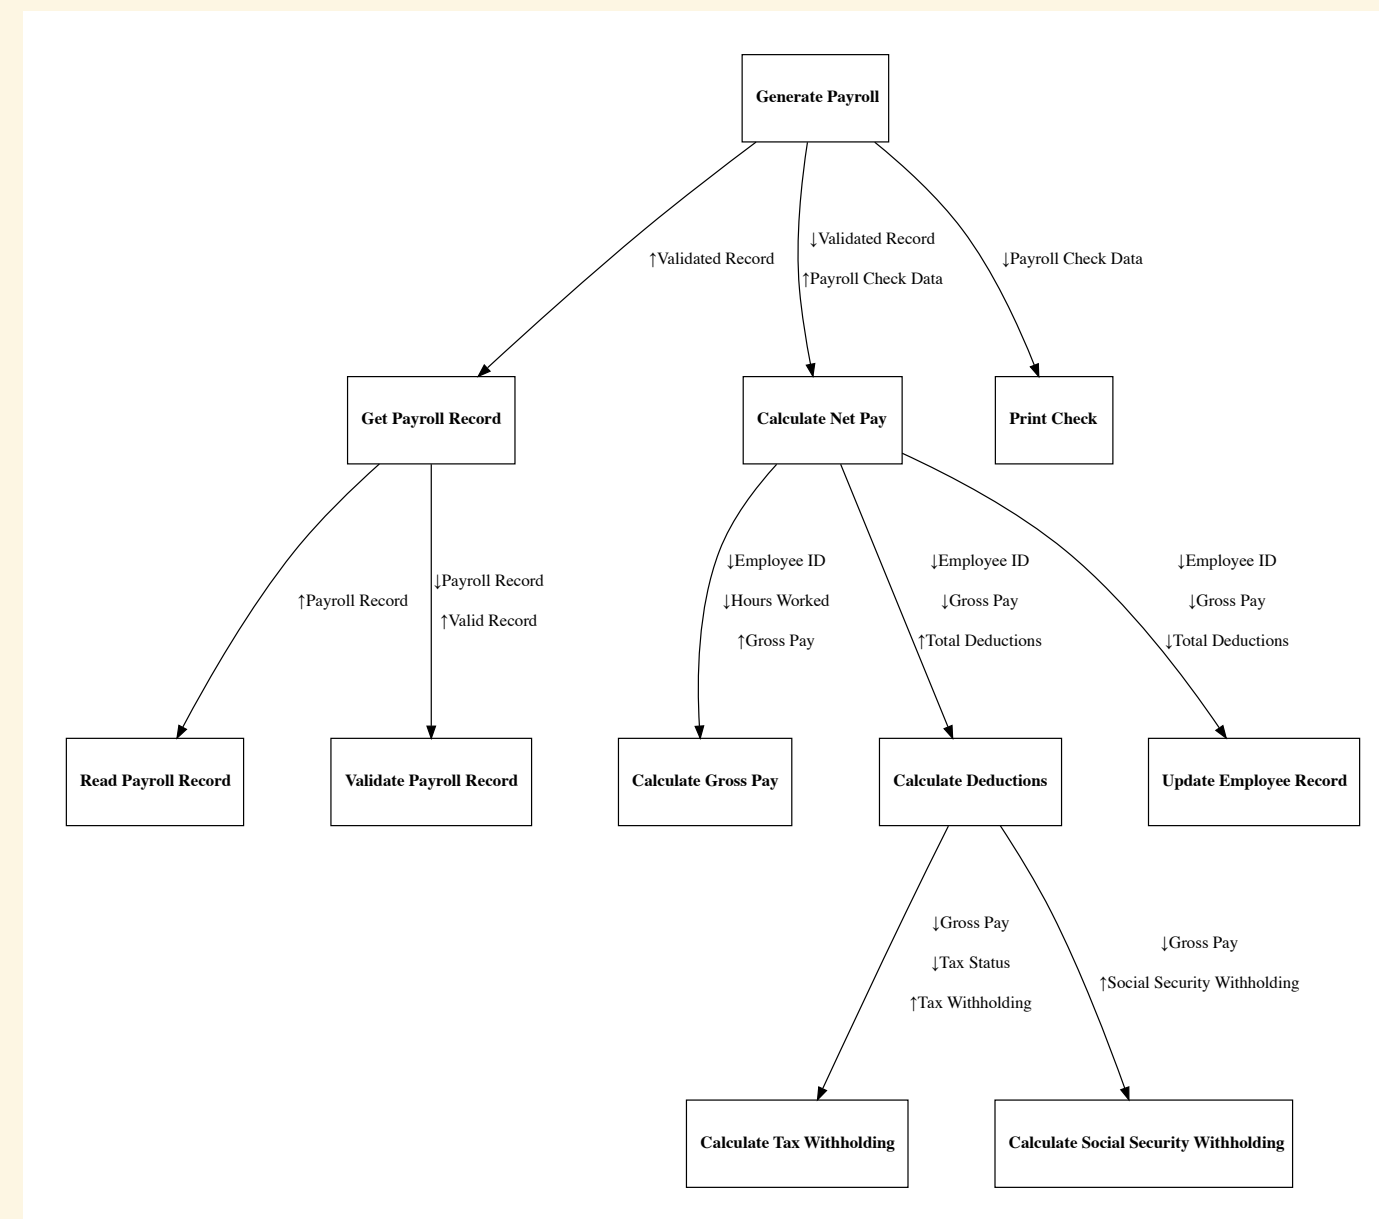 Generate Payroll
↑Validated Record
↓Validated Record
↑Payroll Check Data
↓Payroll Check Data
Get Payroll Record
Calculate Net Pay
Print Check
↑Payroll Record
↓Payroll Record
↑Valid Record
↓Employee ID
↓Hours Worked
↑Gross Pay
↓Employee ID
↓Gross Pay
↑Total Deductions
↓Employee ID
↓Gross Pay
↓Total Deductions
Read Payroll Record
Validate Payroll Record
Calculate Gross Pay
Calculate Deductions
Update Employee Record
↓Gross Pay
↓Tax Status
↑Tax Withholding
↓Gross Pay
↑Social Security Withholding
Calculate Tax Withholding
Calculate Social Security Withholding